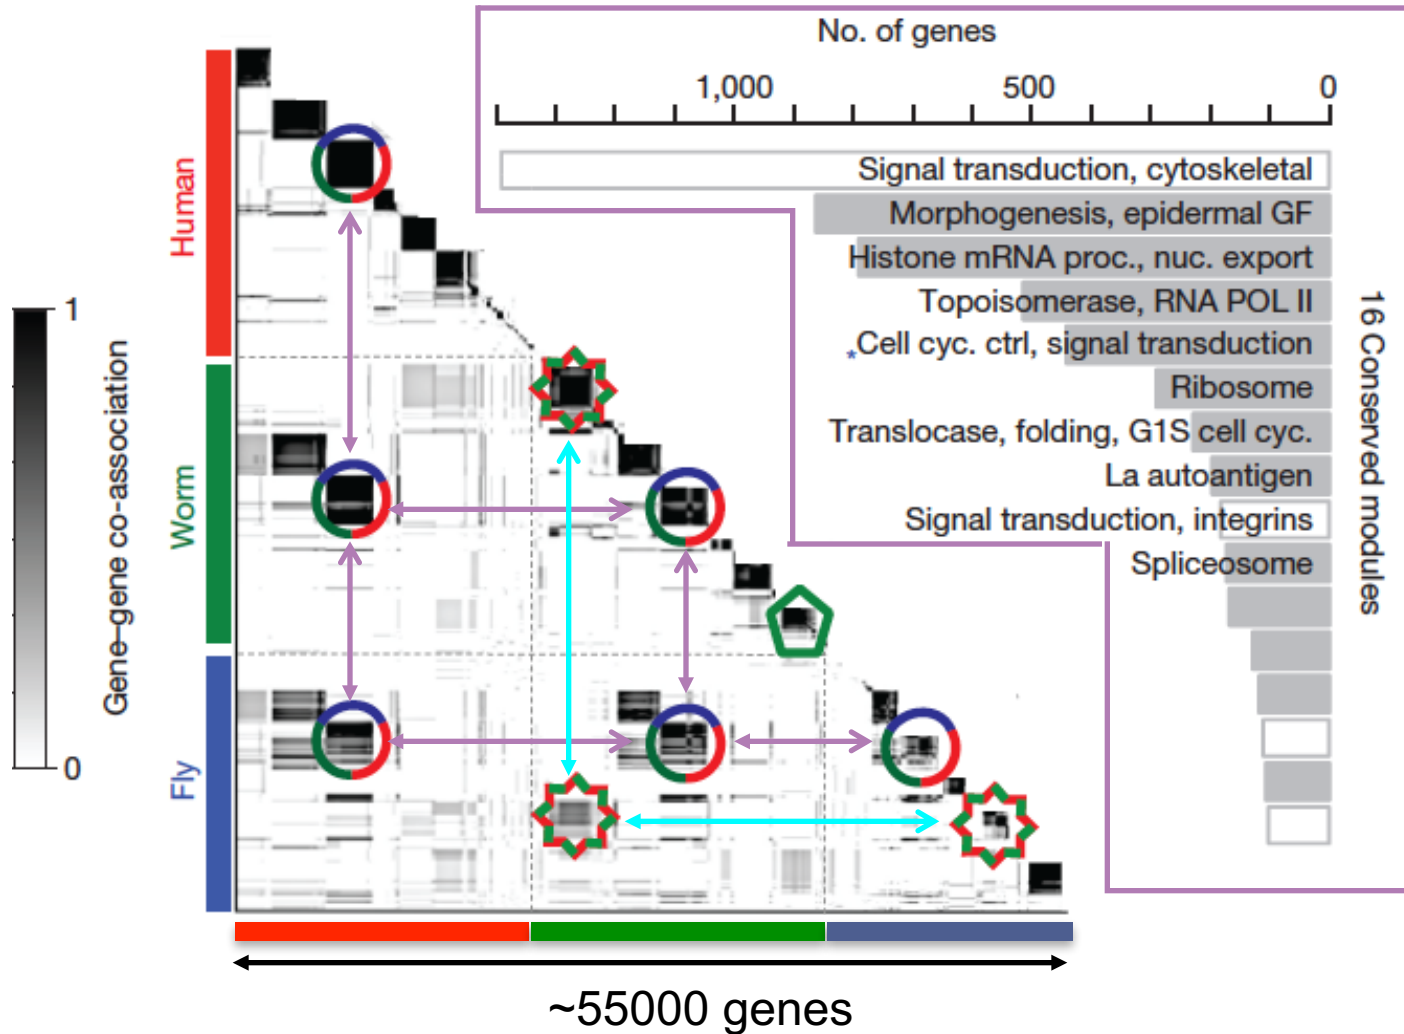 No. of genes
1,000 500 0
Signal transduction, cytoskeletal
Morphogenesis, epidermal GF
Histone mRNA proc., nuc. export
Topoisomerase, RNA POL II
*Cell cyc. ctrl, signal transduction
Ribosome
Translocase, folding, G1S cell cyc.
La autoantigen
Signal transduction, integrins
Spliceosome
16 Conserved modules
Human
Worm
Fly
1
Gene–gene co-association
0
~55000 genes